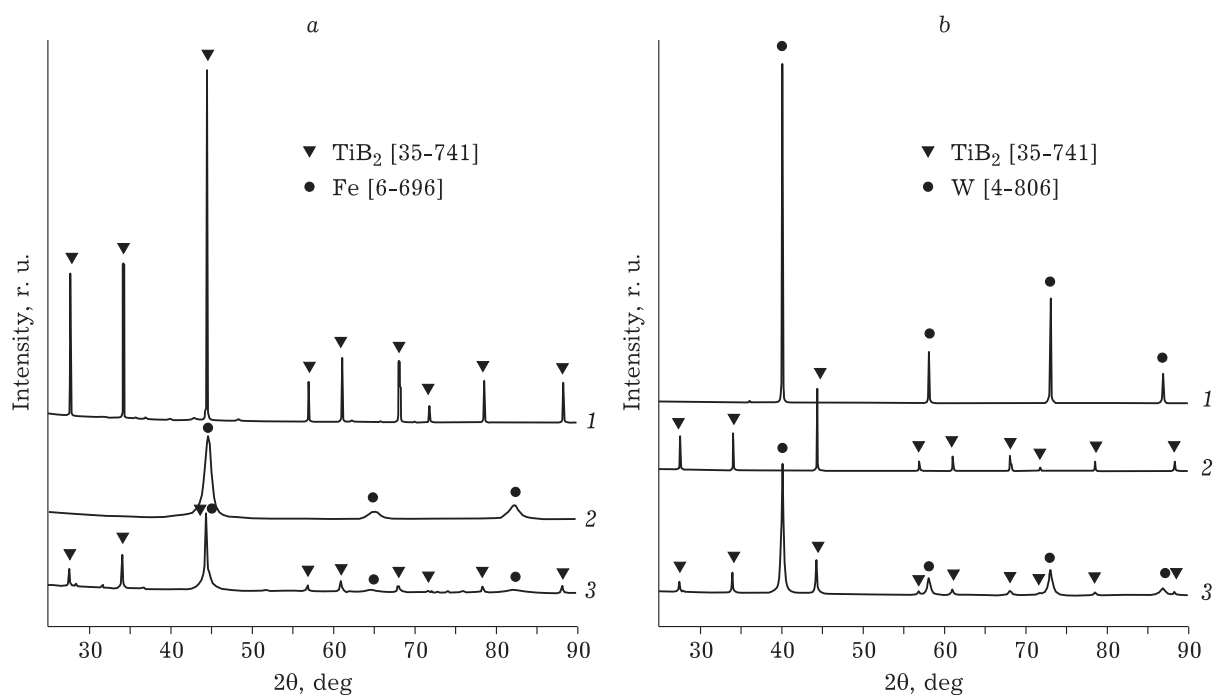 a
TiB₂ [35-741]
Fe [6-696]
Intensity, r. u.
1
2
3
30 40 50 60 70 80 90
2θ, deg
b
TiB₂ [35-741]
W [4-806]
Intensity, r. u.
1
2
3
30 40 50 60 70 80 90
2θ, deg